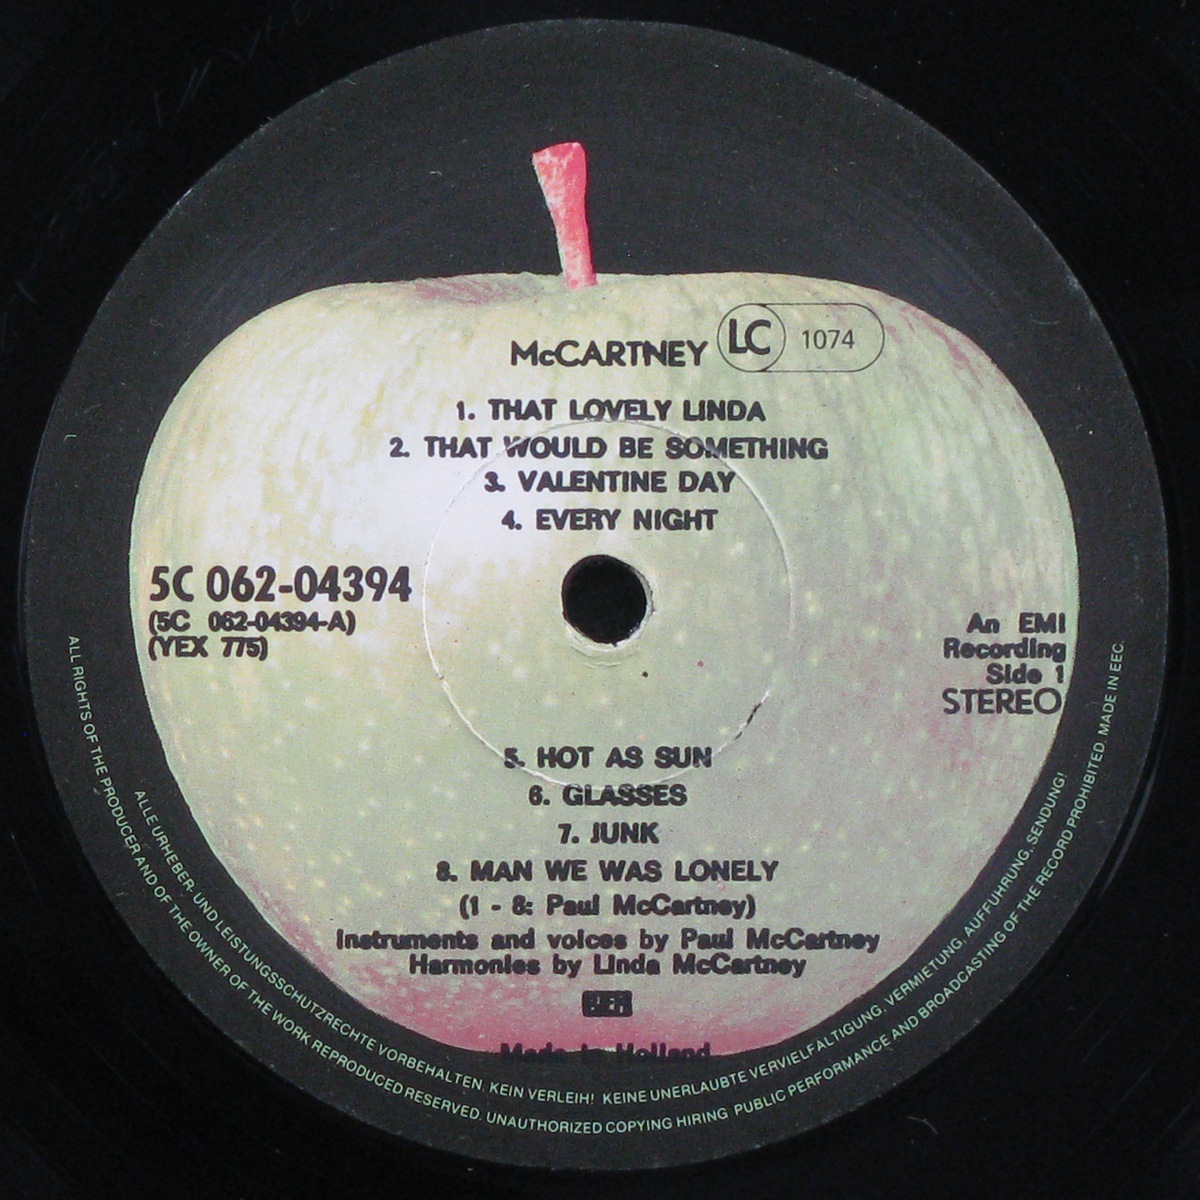 McCARTNEY
LC 1074
1. THAT LOVELY LINDA
2. THAT WOULD BE SOMETHING
3. VALENTINE DAY
4. EVERY NIGHT
5C 062-04394
(5C 062-04394-A)
(YEX 775)
An EMI
Recording
Side 1
STEREO
5. HOT AS SUN
6. GLASSES
7. JUNK
8. MAN WE WAS LONELY
(1 - 8: Paul McCartney)
Instruments and voices by Paul McCartney
Harmonies by Linda McCartney
Made in Holland
ALLE URHEBER- UND LEISTUNGSSCHUTZRECHTE VORBEHALTEN. KEIN VERLEIH! KEINE UNERLAUBTE VERVIELFALTIGUNG, VERMIETUNG, AUFFUHRUNG, SENDUNG!
ALL RIGHTS OF THE PRODUCER AND OF THE OWNER OF THE WORK REPRODUCED RESERVED. UNAUTHORIZED COPYING HIRING PUBLIC PERFORMANCE AND BROADCASTING OF THE RECORD PROHIBITED. MADE IN EEC.